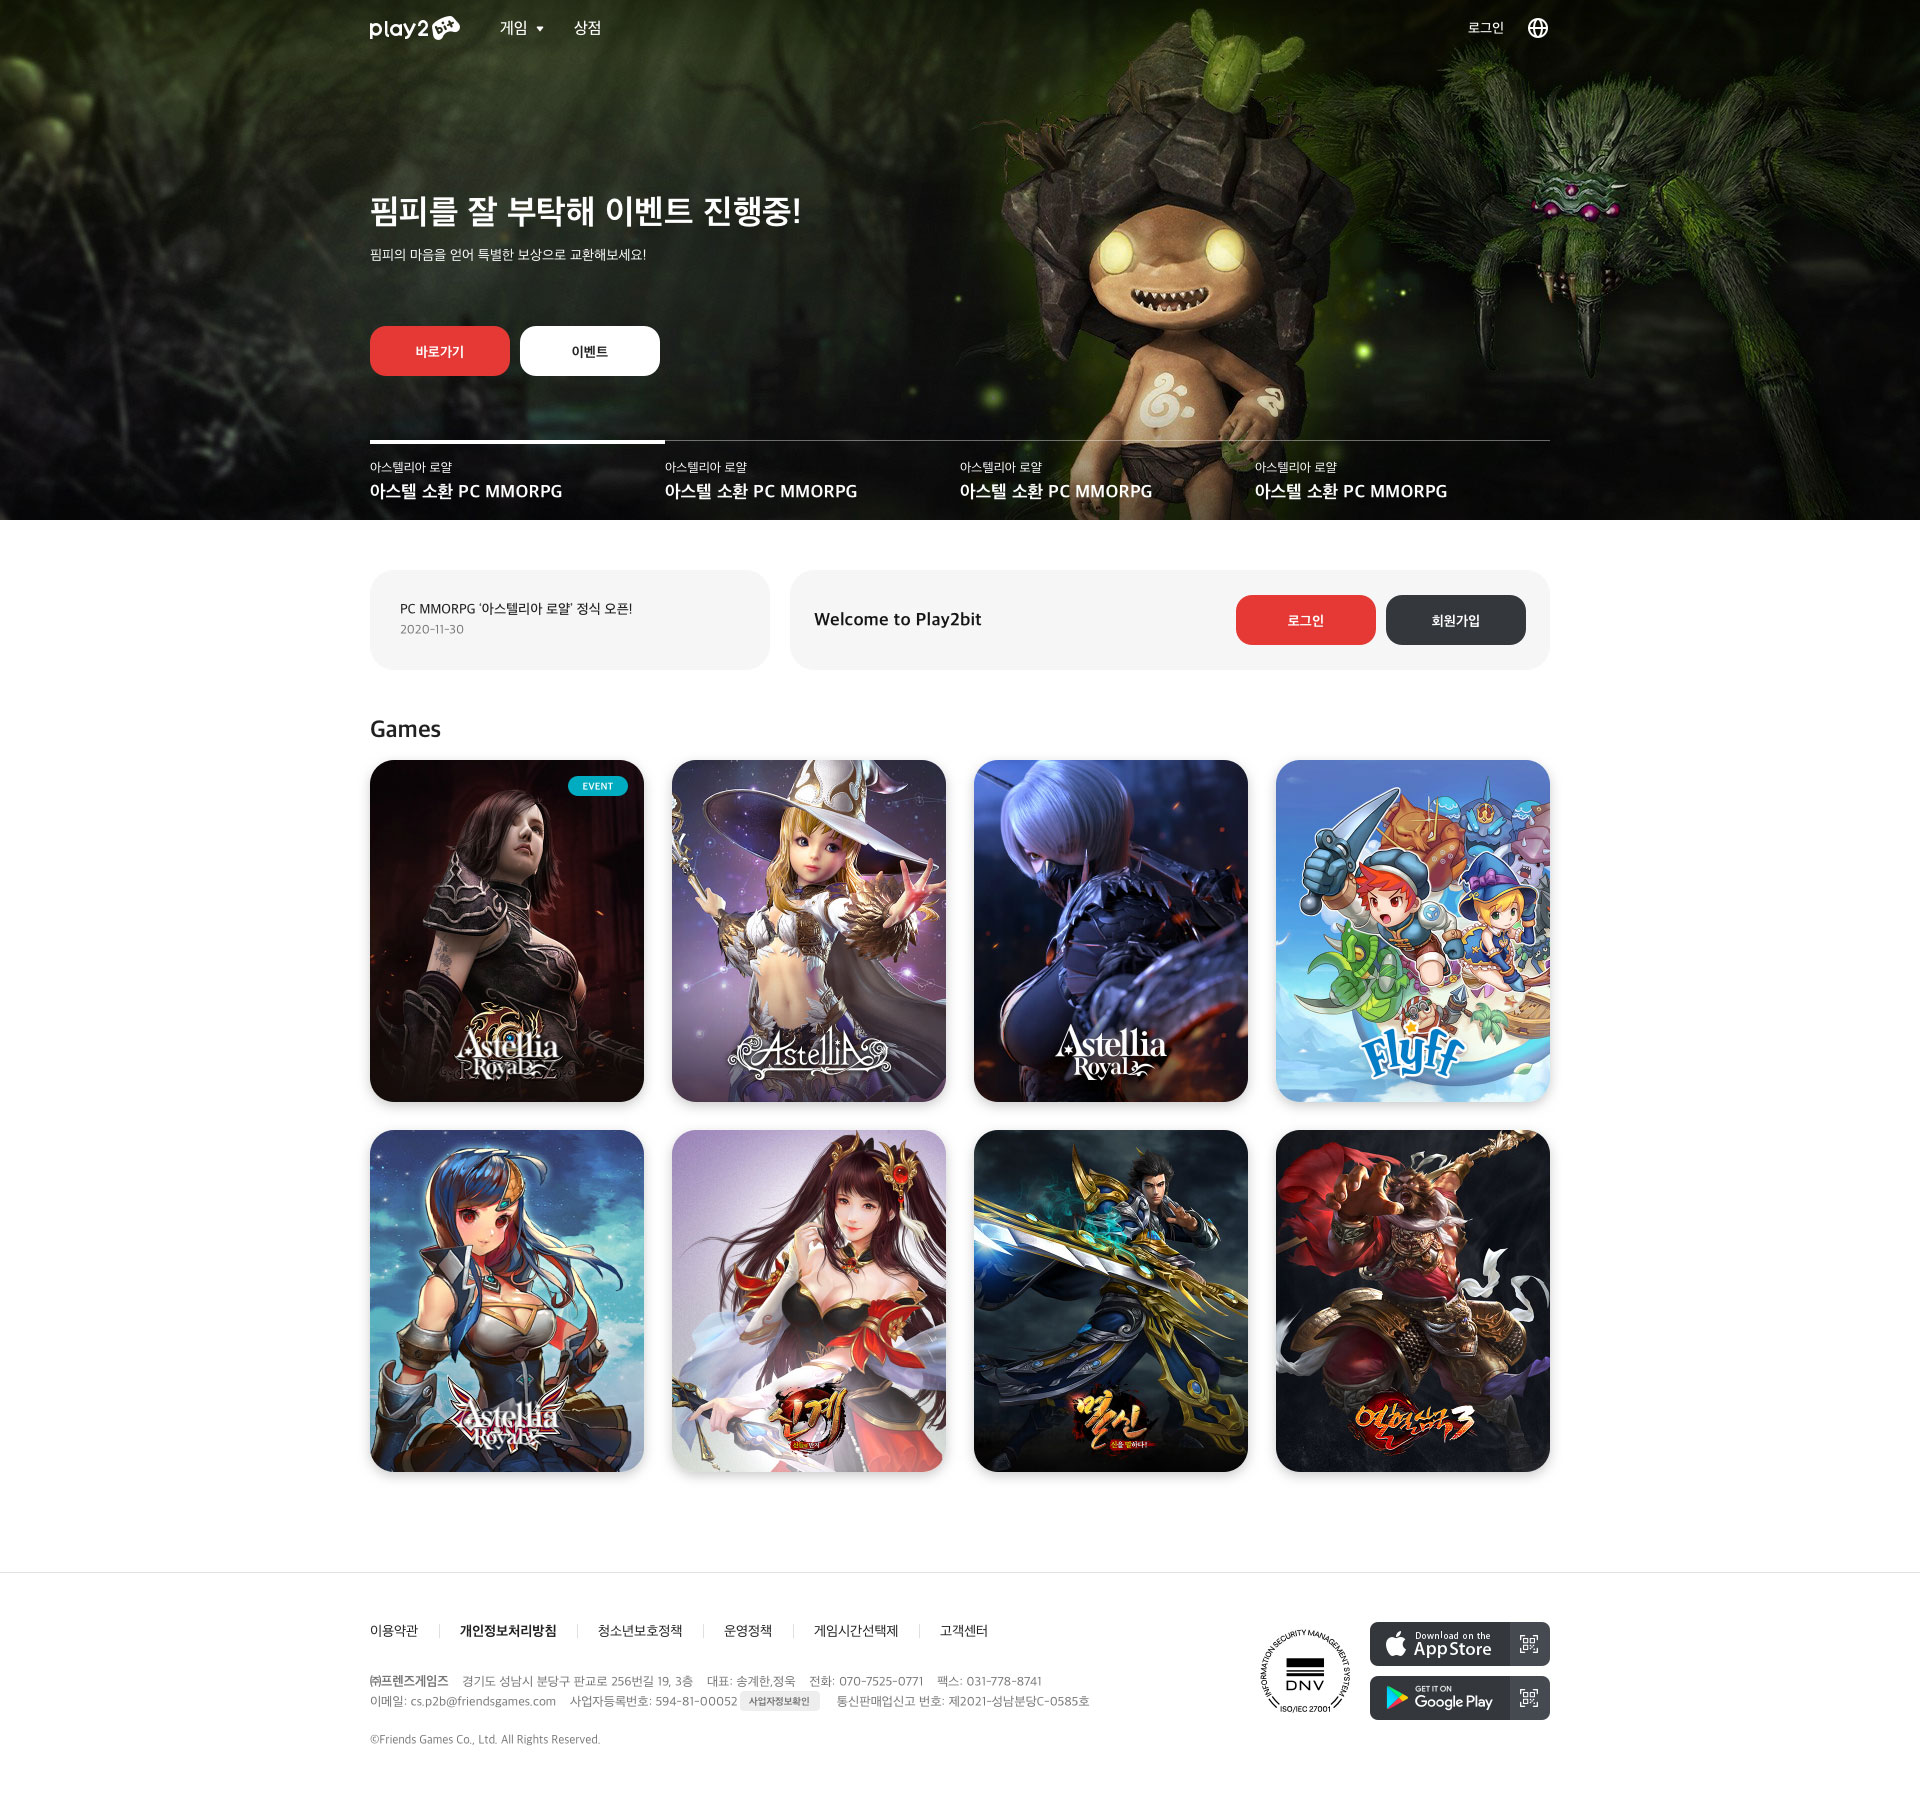 play2bit
게임
상점
로그인
핌피를 잘 부탁해 이벤트 진행중!
핌피의 마음을 얻어 특별한 보상으로 교환해보세요!
바로가기
이벤트
아스텔리아 로얄
아스텔 소환 PC MMORPG
아스텔리아 로얄
아스텔 소환 PC MMORPG
아스텔리아 로얄
아스텔 소환 PC MMORPG
아스텔리아 로얄
아스텔 소환 PC MMORPG
PC MMORPG ‘아스텔리아 로얄’ 정식 오픈!
2020-11-30
Welcome to Play2bit
로그인
회원가입
Games
EVENT
Astellia
Royal
AstelliA
Astellia
Royal
Flyff
Astellia
Royal
신계
멸신
신을 멸하다!
열혈삼국3
이용약관
개인정보처리방침
청소년보호정책
운영정책
게임시간선택제
고객센터
㈜프렌즈게임즈 경기도 성남시 분당구 판교로 256번길 19, 3층 대표: 송계한,정욱 전화: 070-7525-0771 팩스: 031-778-8741
이메일: cs.p2b@friendsgames.com 사업자등록번호: 594-81-00052 사업자정보확인 통신판매업신고 번호: 제2021-성남분당C-0585호
©Friends Games Co., Ltd. All Rights Reserved.
INFORMATION SECURITY MANAGEMENT SYSTEM
DNV
ISO/IEC 27001
Download on the
App Store
GET IT ON
Google Play